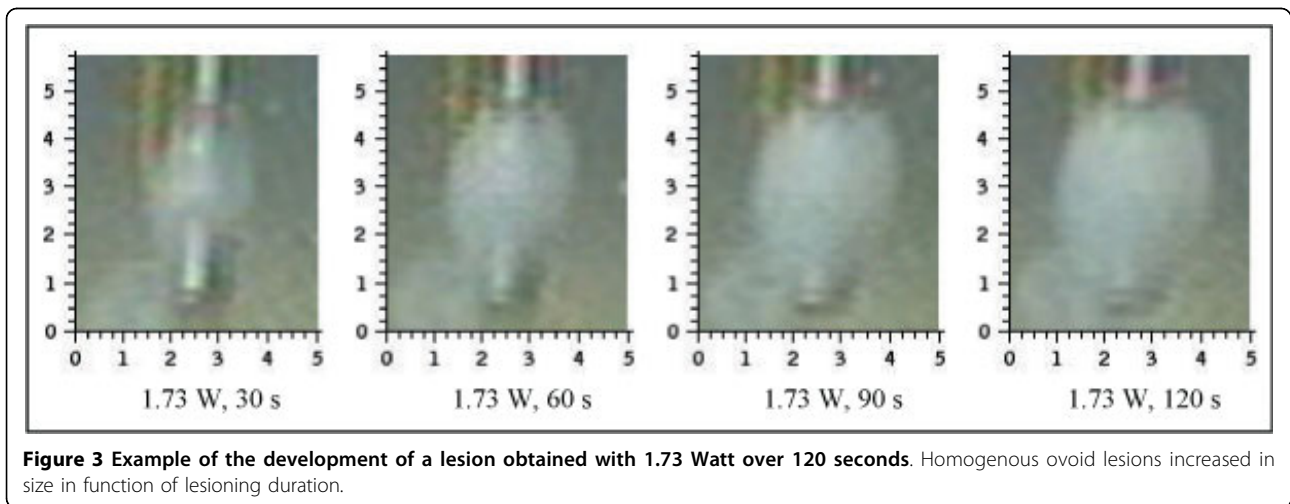 5 5 5 5
4 4 4 4
3 3 3 3
2 2 2 2
1 1 1 1
0 0 0 0
0 1 2 3 4 5 0 1 2 3 4 5 0 1 2 3 4 5 0 1 2 3 4 5
1.73 W, 30 s 1.73 W, 60 s 1.73 W, 90 s 1.73 W, 120 s
Figure 3 Example of the development of a lesion obtained with 1.73 Watt over 120 seconds. Homogenous ovoid lesions increased in
size in function of lesioning duration.